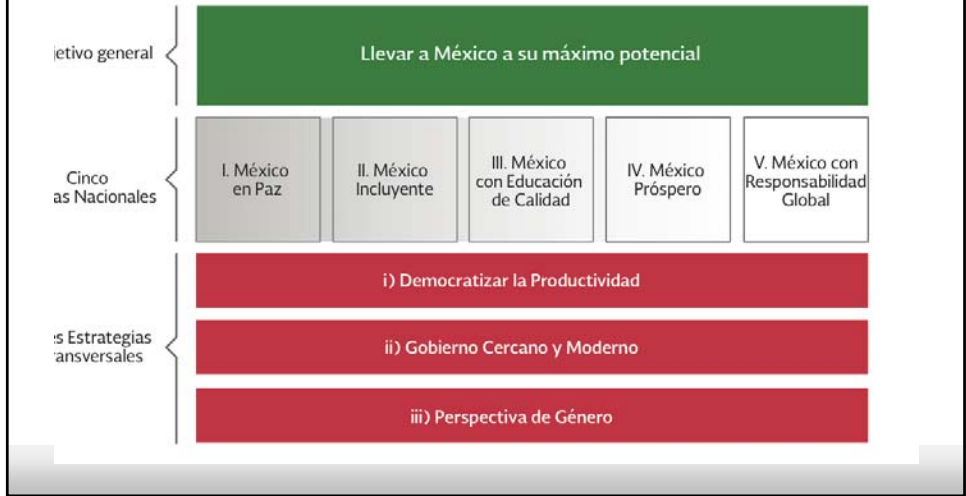 jetivo general
Llevar a México a su máximo potencial
Cinco
as Nacionales
I. México
en Paz
II. México
Incluyente
III. México
con Educación
de Calidad
IV. México
Próspero
V. México con
Responsabilidad
Global
s Estrategias
ansversales
i) Democratizar la Productividad
ii) Gobierno Cercano y Moderno
iii) Perspectiva de Género